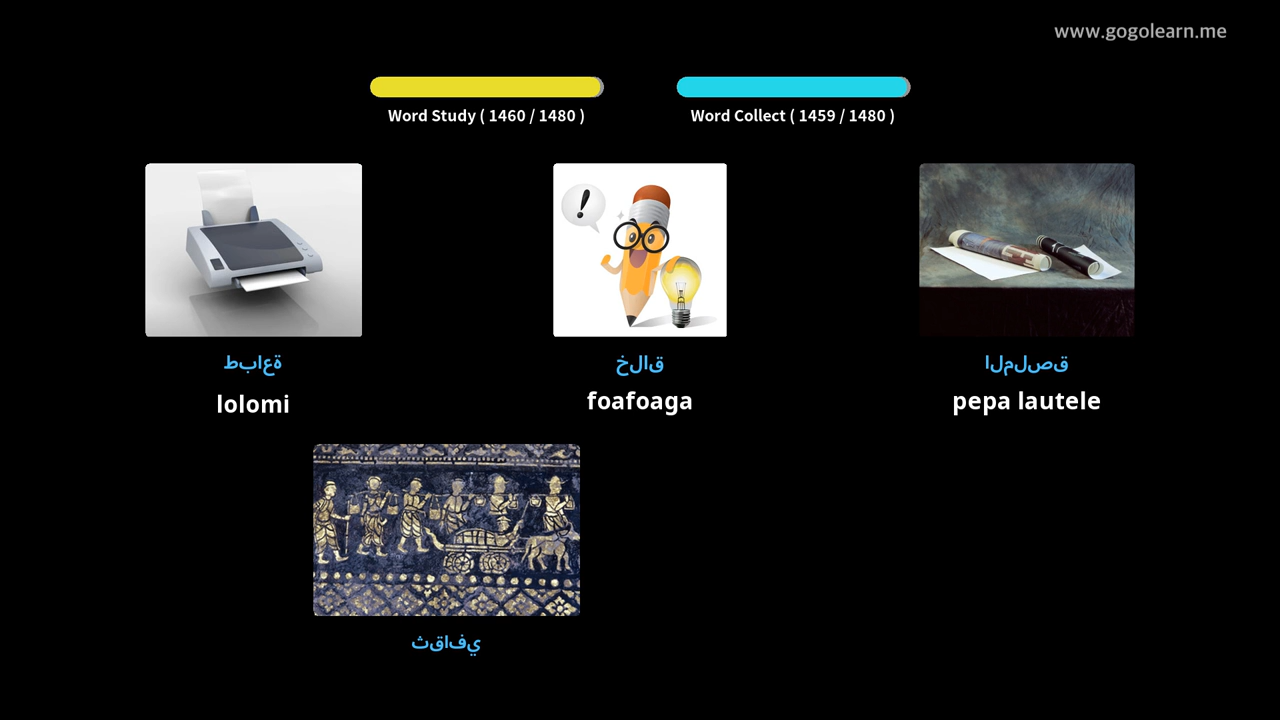 www.gogolearn.me
Word Study ( 1460 / 1480 )
Word Collect ( 1459 / 1480 )
طباعة
lolomi
خلاق
foafoaga
الملصق
pepa lautele
ثقافي